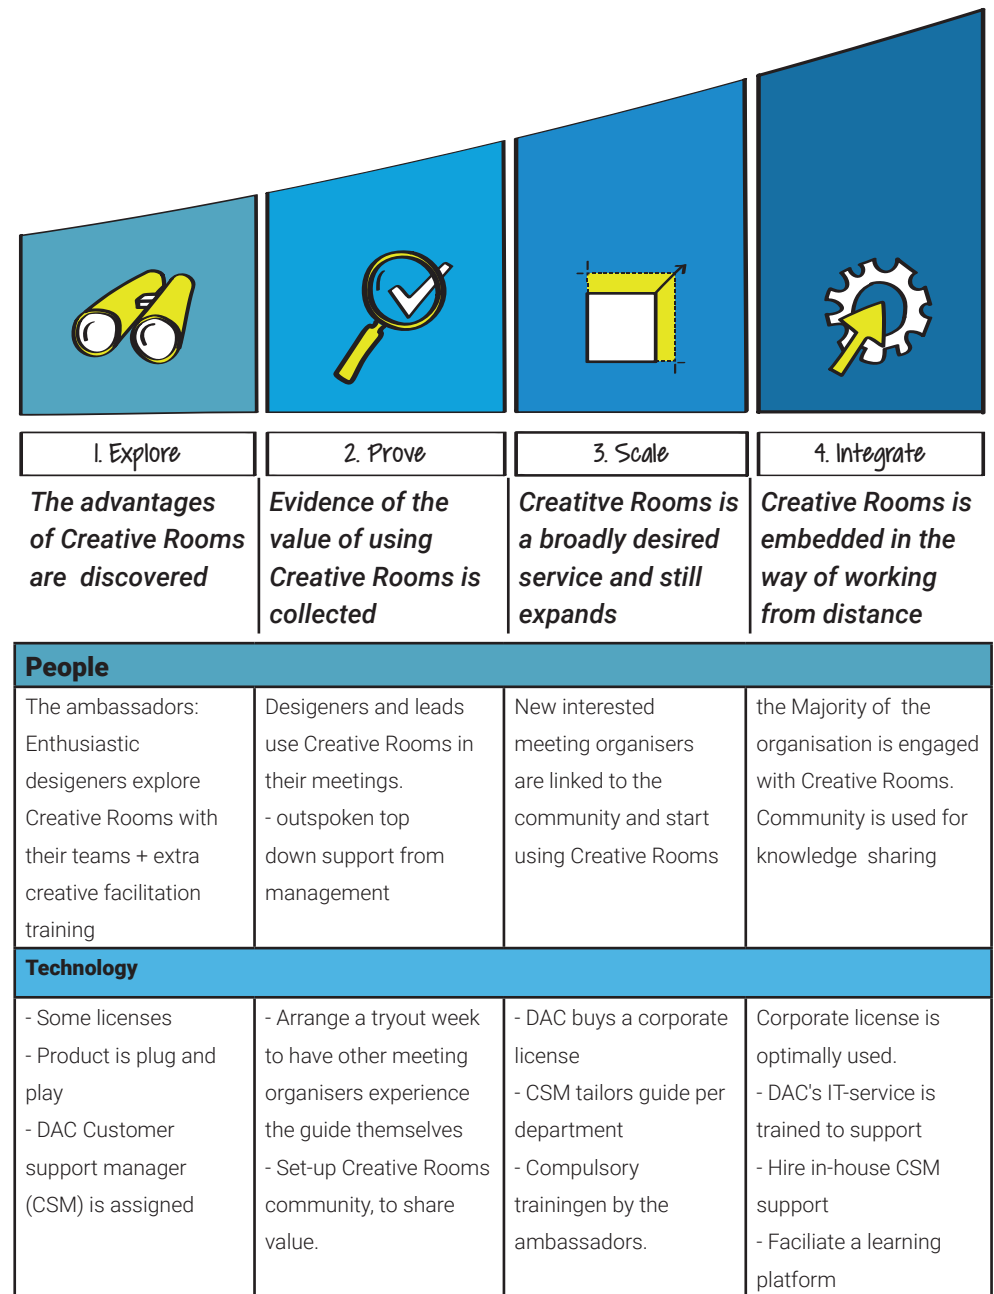 1. Explore
2. Prove
3. Scale
4. Integrate
The advantages
of Creative Rooms
are discovered
Evidence of the
value of using
Creative Rooms is
collected
Creatitve Rooms is
a broadly desired
service and still
expands
Creative Rooms is
embedded in the
way of working
from distance
People
The ambassadors:
Enthusiastic
desigeners explore
Creative Rooms with
their teams + extra
creative facilitation
training
Desigeners and leads
use Creative Rooms in
their meetings.
- outspoken top
down support from
management
New interested
meeting organisers
are linked to the
community and start
using Creative Rooms
the Majority of the
organisation is engaged
with Creative Rooms.
Community is used for
knowledge sharing
Technology
- Some licenses
- Product is plug and
play
- DAC Customer
support manager
(CSM) is assigned
- Arrange a tryout week
to have other meeting
organisers experience
the guide themselves
- Set-up Creative Rooms
community, to share
value.
- DAC buys a corporate
license
- CSM tailors guide per
department
- Compulsory
trainingen by the
ambassadors.
Corporate license is
optimally used.
- DAC's IT-service is
trained to support
- Hire in-house CSM
support
- Faciliate a learning
platform